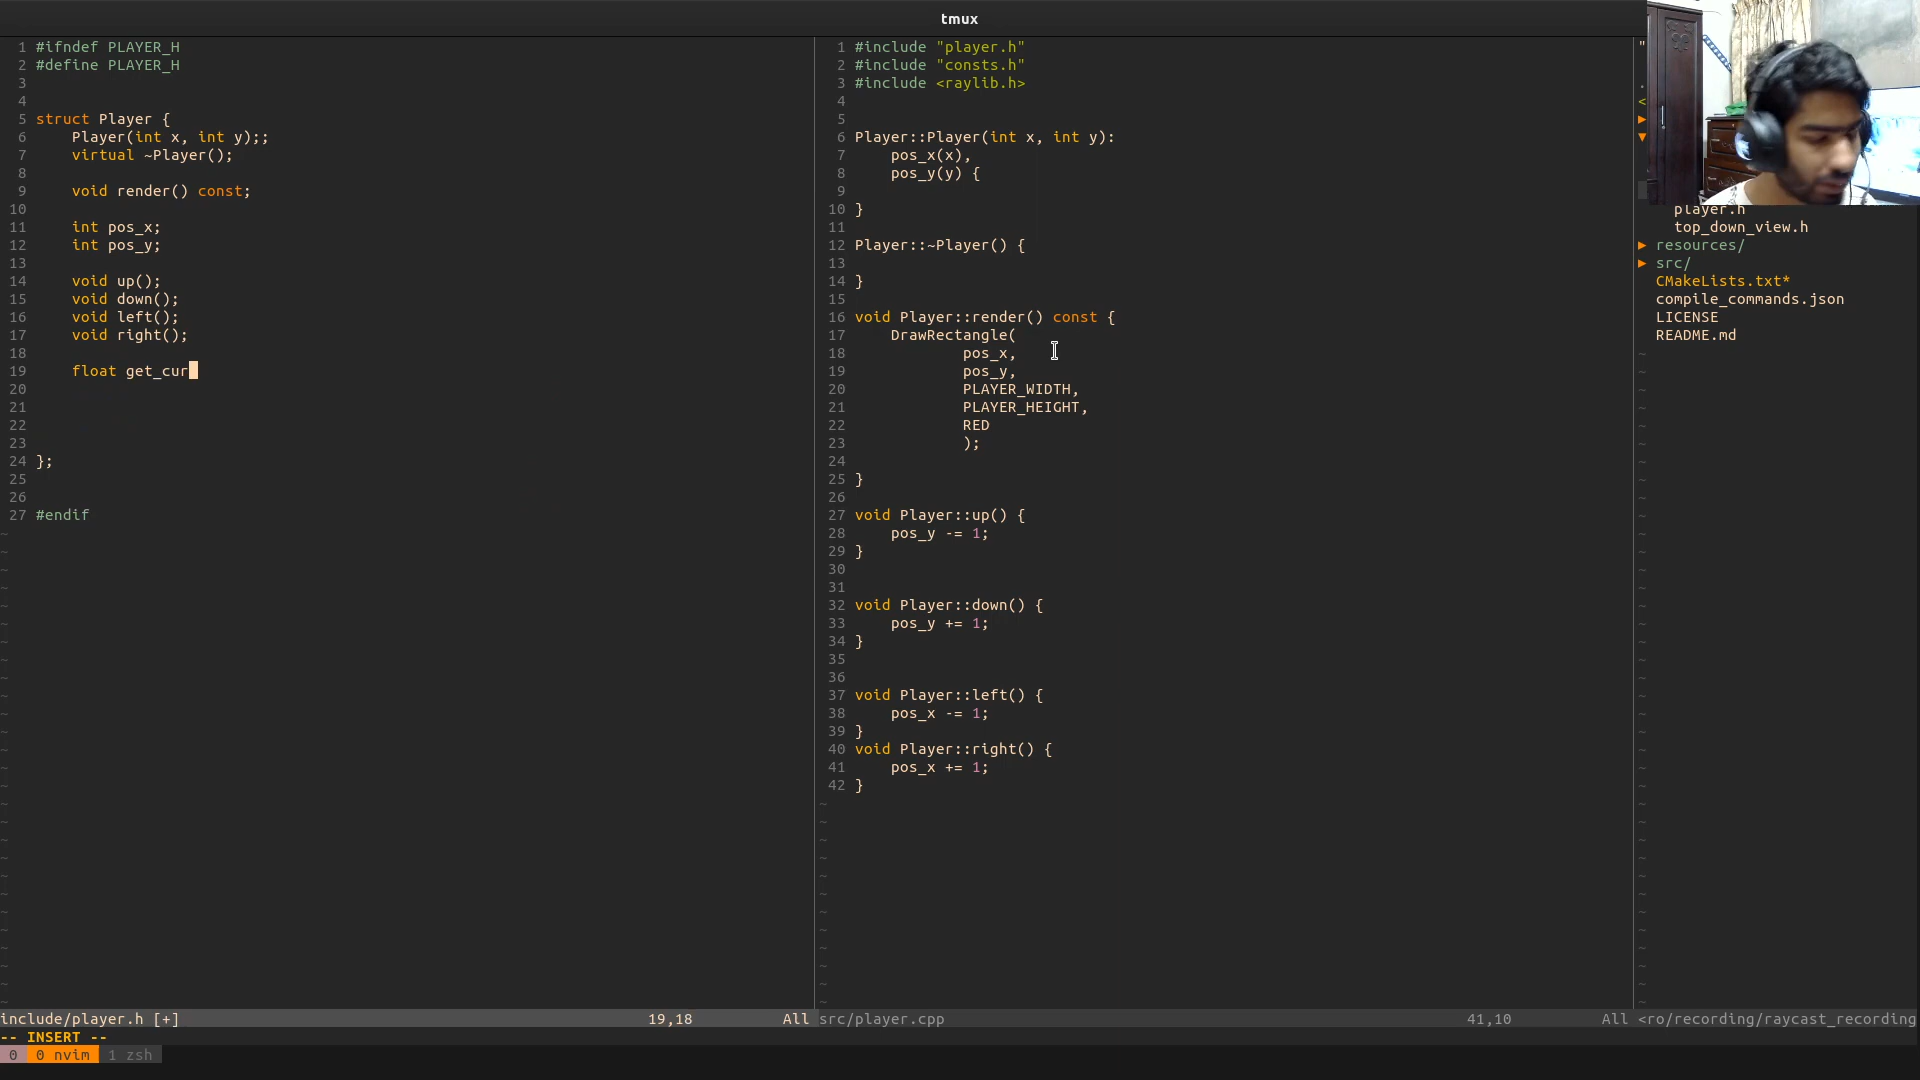 tmux
1 #ifndef PLAYER_H
2 #define PLAYER_H
3
4
5 struct Player {
6 Player(int x, int y);;
7 virtual ~Player();
8
9 void render() const;
10
11 int pos_x;
12 int pos_y;
13
14 void up();
15 void down();
16 void left();
17 void right();
18
19 float get_cur
20
21
22
23
24 };
25
26
27 #endif
1 #include "player.h"
2 #include "consts.h"
3 #include <raylib.h>
4
5
6 Player::Player(int x, int y):
7 pos_x(x),
8 pos_y(y) {
9
10 }
11
12 Player::~Player() {
13
14 }
15
16 void Player::render() const {
17 DrawRectangle(
18 pos_x,
19 pos_y,
20 PLAYER_WIDTH,
21 PLAYER_HEIGHT,
22 RED
23 );
24
25 }
26
27 void Player::up() {
28 pos_y -= 1;
29 }
30
31
32 void Player::down() {
33 pos_y += 1;
34 }
35
36
37 void Player::left() {
38 pos_x -= 1;
39 }
40 void Player::right() {
41 pos_x += 1;
42 }
"
.
<
player.h
top_down_view.h
▸ resources/
▸ src/
CMakeLists.txt*
compile_commands.json
LICENSE
README.md
include/player.h [+] 19,18 All
src/player.cpp 41,10 All
<ro/recording/raycast_recording
-- INSERT --
0 0 nvim 1 zsh